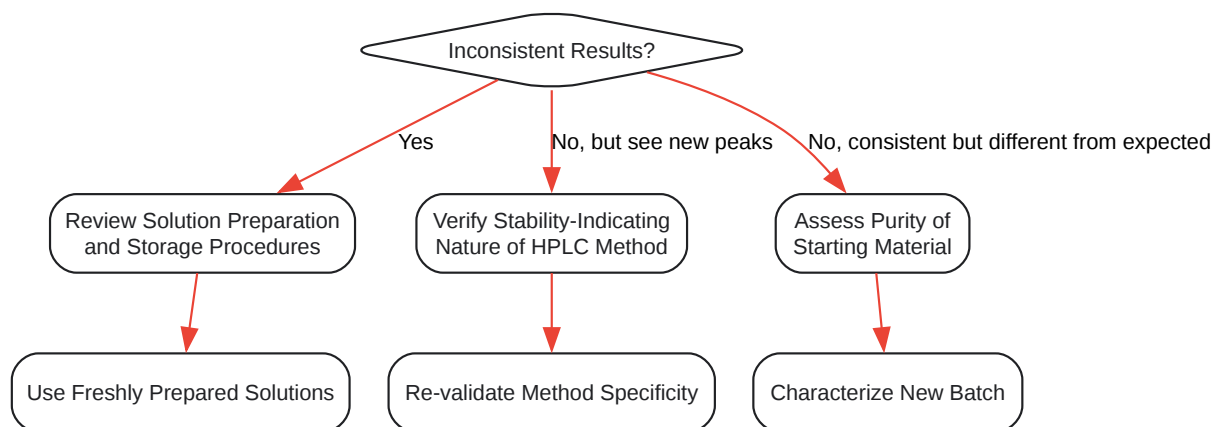 Inconsistent Results?
Yes
No, but see new peaks
No, consistent but different from expected
Review Solution Preparation
and Storage Procedures
Verify Stability-Indicating
Nature of HPLC Method
Assess Purity of
Starting Material
Use Freshly Prepared Solutions
Re-validate Method Specificity
Characterize New Batch